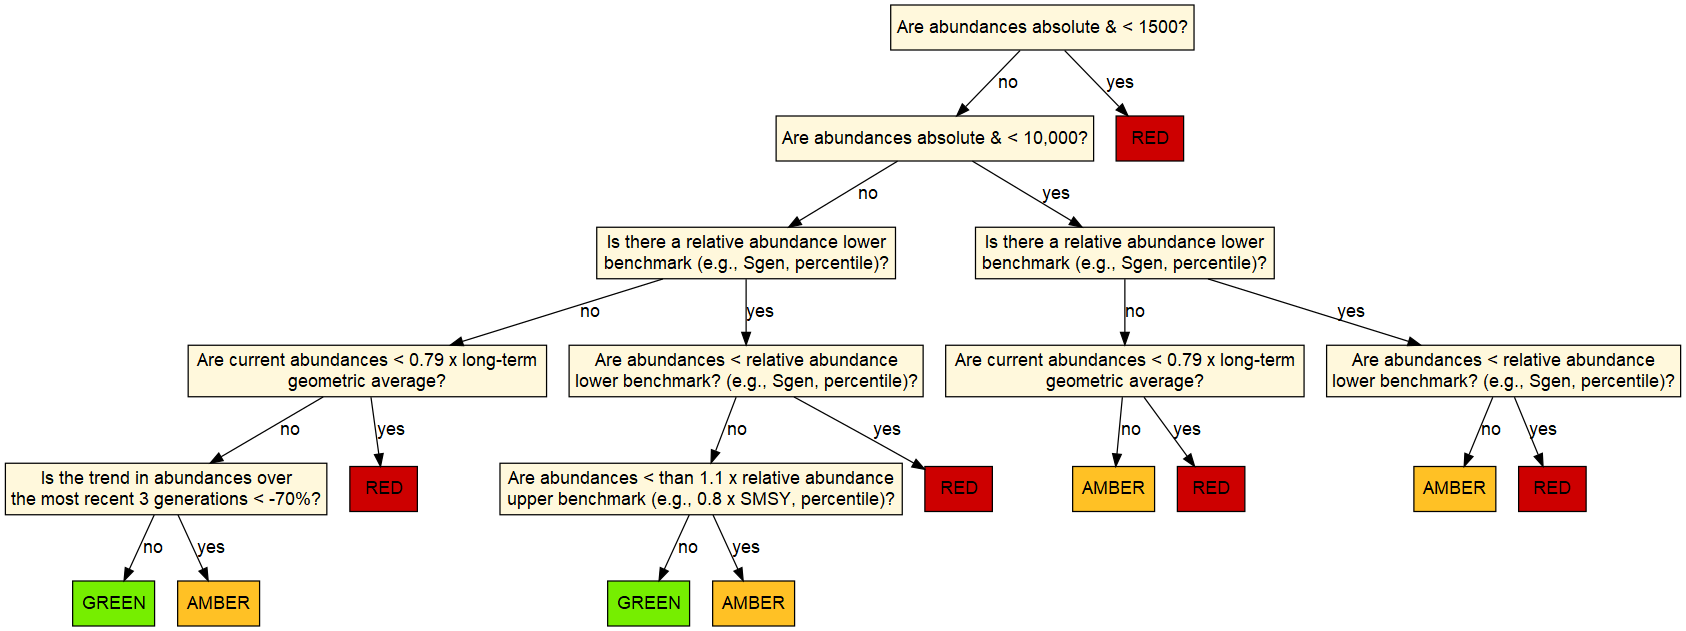 Are abundances absolute & < 1500?
no
yes
Are abundances absolute & < 10,000?
RED
no
yes
Is there a relative abundance lower
benchmark (e.g., Sgen, percentile)?
Is there a relative abundance lower
benchmark (e.g., Sgen, percentile)?
no
yes
no
yes
Are current abundances < 0.79 x long-term
geometric average?
Are abundances < relative abundance
lower benchmark? (e.g., Sgen, percentile)?
Are current abundances < 0.79 x long-term
geometric average?
Are abundances < relative abundance
lower benchmark? (e.g., Sgen, percentile)?
no
yes
no
yes
no
yes
no
yes
Is the trend in abundances over
the most recent 3 generations < -70%?
RED
Are abundances < than 1.1 x relative abundance
upper benchmark (e.g., 0.8 x SMSY, percentile)?
RED
AMBER
RED
AMBER
RED
no
yes
no
yes
GREEN
AMBER
GREEN
AMBER